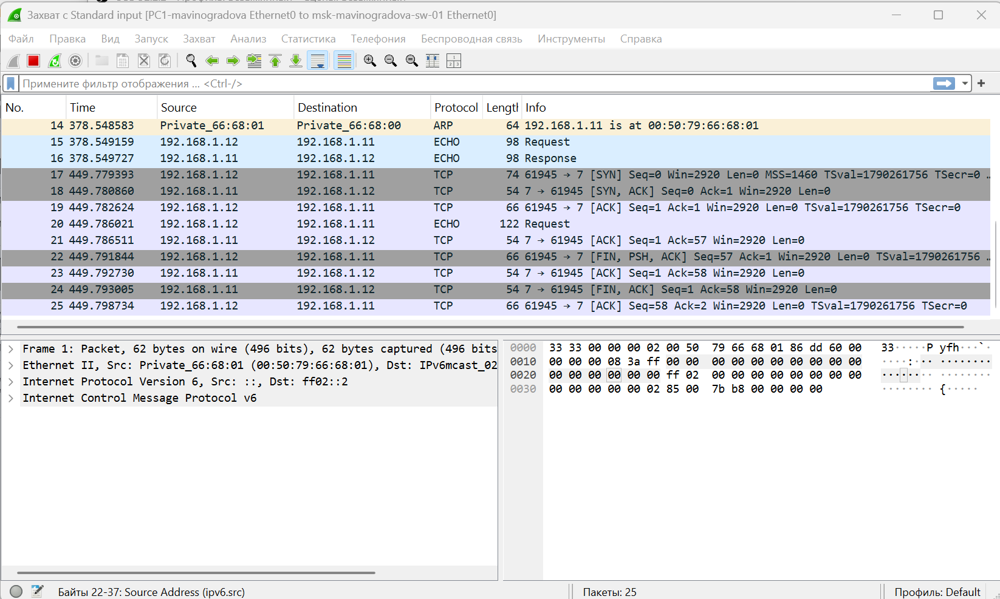 Захват с Standard input [PC1-mavinogradova Ethernet0 to msk-mavinogradova-sw-01 Ethernet0]
Файл Правка Вид Запуск Захват Анализ Статистика Телефония Беспроводная связь Инструменты Справка
Примените фильтр отображения … <Ctrl-/>
No. Time Source Destination Protocol Length Info
14 378.548583 Private_66:68:01 Private_66:68:00 ARP 64 192.168.1.11 is at 00:50:79:66:68:01
15 378.549159 192.168.1.12 192.168.1.11 ECHO 98 Request
16 378.549727 192.168.1.11 192.168.1.12 ECHO 98 Response
17 449.779393 192.168.1.12 192.168.1.11 TCP 74 61945 → 7 [SYN] Seq=0 Win=2920 Len=0 MSS=1460 TSval=1790261756 TSecr=0 …
18 449.780860 192.168.1.11 192.168.1.12 TCP 54 7 → 61945 [SYN, ACK] Seq=0 Ack=1 Win=2920 Len=0
19 449.782624 192.168.1.12 192.168.1.11 TCP 66 61945 → 7 [ACK] Seq=1 Ack=1 Win=2920 Len=0 TSval=1790261756 TSecr=0
20 449.786021 192.168.1.12 192.168.1.11 ECHO 122 Request
21 449.786511 192.168.1.11 192.168.1.12 TCP 54 7 → 61945 [ACK] Seq=1 Ack=57 Win=2920 Len=0
22 449.791844 192.168.1.12 192.168.1.11 TCP 66 61945 → 7 [FIN, PSH, ACK] Seq=57 Ack=1 Win=2920 Len=0 TSval=1790261756 …
23 449.792730 192.168.1.11 192.168.1.12 TCP 54 7 → 61945 [ACK] Seq=1 Ack=58 Win=2920 Len=0
24 449.793005 192.168.1.11 192.168.1.12 TCP 54 7 → 61945 [FIN, ACK] Seq=1 Ack=58 Win=2920 Len=0
25 449.798734 192.168.1.12 192.168.1.11 TCP 66 61945 → 7 [ACK] Seq=58 Ack=2 Win=2920 Len=0 TSval=1790261756 TSecr=0
Frame 1: Packet, 62 bytes on wire (496 bits), 62 bytes captured (496 bits
Ethernet II, Src: Private_66:68:01 (00:50:79:66:68:01), Dst: IPv6mcast_02
Internet Protocol Version 6, Src: ::, Dst: ff02::2
Internet Control Message Protocol v6
0000 33 33 00 00 00 02 00 50 79 66 68 01 86 dd 60 00 33·····P yfh···`·
0010 00 00 00 08 3a ff 00 00 00 00 00 00 00 00 00 00 ····:··· ········
0020 00 00 00 00 00 00 ff 02 00 00 00 00 00 00 00 00 ········ ········
0030 00 00 00 00 00 02 85 00 7b b8 00 00 00 00 ········ {·····
Байты 22-37: Source Address (ipv6.src)
Пакеты: 25
Профиль: Default